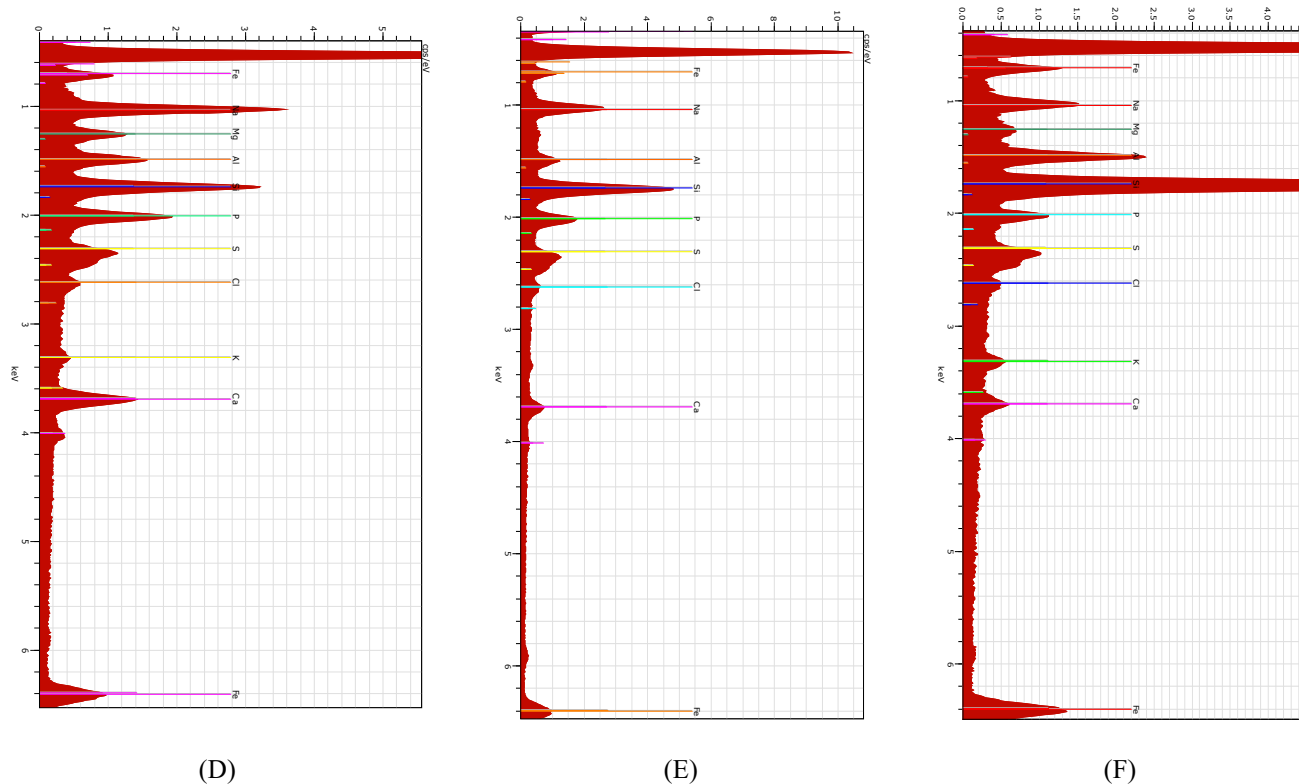 0 1 2 3 4 5
cps/eV
Fe
Na
Mg
Al
Si
P
S
Cl
K
Ca
Fe
1 2 3 4 5 6
keV
(D)
0 2 4 6 8 10
cps/eV
Fe
Na
Al
Si
P
S
Cl
Ca
Fe
1 2 3 4 5 6
keV
(E)
0.0 0.5 1.0 1.5 2.0 2.5 3.0 3.5 4.0
Fe
Na
Mg
Al
Si
P
S
Cl
K
Ca
Fe
1 2 3 4 5 6
keV
(F)